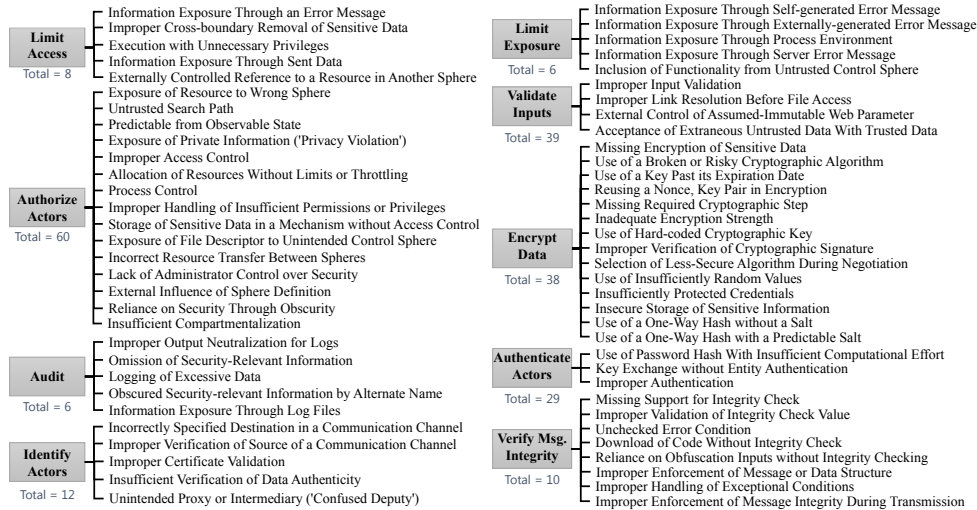 Limit
Access
Total = 8
Information Exposure Through an Error Message
Improper Cross-boundary Removal of Sensitive Data
Execution with Unnecessary Privileges
Information Exposure Through Sent Data
Externally Controlled Reference to a Resource in Another Sphere
Authorize
Actors
Total = 60
Exposure of Resource to Wrong Sphere
Untrusted Search Path
Predictable from Observable State
Exposure of Private Information ('Privacy Violation')
Improper Access Control
Allocation of Resources Without Limits or Throttling
Process Control
Improper Handling of Insufficient Permissions or Privileges
Storage of Sensitive Data in a Mechanism without Access Control
Exposure of File Descriptor to Unintended Control Sphere
Incorrect Resource Transfer Between Spheres
Lack of Administrator Control over Security
External Influence of Sphere Definition
Reliance on Security Through Obscurity
Insufficient Compartmentalization
Audit
Total = 6
Improper Output Neutralization for Logs
Omission of Security-Relevant Information
Logging of Excessive Data
Obscured Security-relevant Information by Alternate Name
Information Exposure Through Log Files
Identify
Actors
Total = 12
Incorrectly Specified Destination in a Communication Channel
Improper Verification of Source of a Communication Channel
Improper Certificate Validation
Insufficient Verification of Data Authenticity
Unintended Proxy or Intermediary ('Confused Deputy')
Limit
Exposure
Total = 6
Information Exposure Through Self-generated Error Message
Information Exposure Through Externally-generated Error Message
Information Exposure Through Process Environment
Information Exposure Through Server Error Message
Inclusion of Functionality from Untrusted Control Sphere
Validate
Inputs
Total = 39
Improper Input Validation
Improper Link Resolution Before File Access
External Control of Assumed-Immutable Web Parameter
Acceptance of Extraneous Untrusted Data With Trusted Data
Encrypt
Data
Total = 38
Missing Encryption of Sensitive Data
Use of a Broken or Risky Cryptographic Algorithm
Use of a Key Past its Expiration Date
Reusing a Nonce, Key Pair in Encryption
Missing Required Cryptographic Step
Inadequate Encryption Strength
Use of Hard-coded Cryptographic Key
Improper Verification of Cryptographic Signature
Selection of Less-Secure Algorithm During Negotiation
Use of Insufficiently Random Values
Insufficiently Protected Credentials
Insecure Storage of Sensitive Information
Use of a One-Way Hash without a Salt
Use of a One-Way Hash with a Predictable Salt
Authenticate
Actors
Total = 29
Use of Password Hash With Insufficient Computational Effort
Key Exchange without Entity Authentication
Improper Authentication
Verify Msg.
Integrity
Total = 10
Missing Support for Integrity Check
Improper Validation of Integrity Check Value
Unchecked Error Condition
Download of Code Without Integrity Check
Reliance on Obfuscation Inputs without Integrity Checking
Improper Enforcement of Message or Data Structure
Improper Handling of Exceptional Conditions
Improper Enforcement of Message Integrity During Transmission